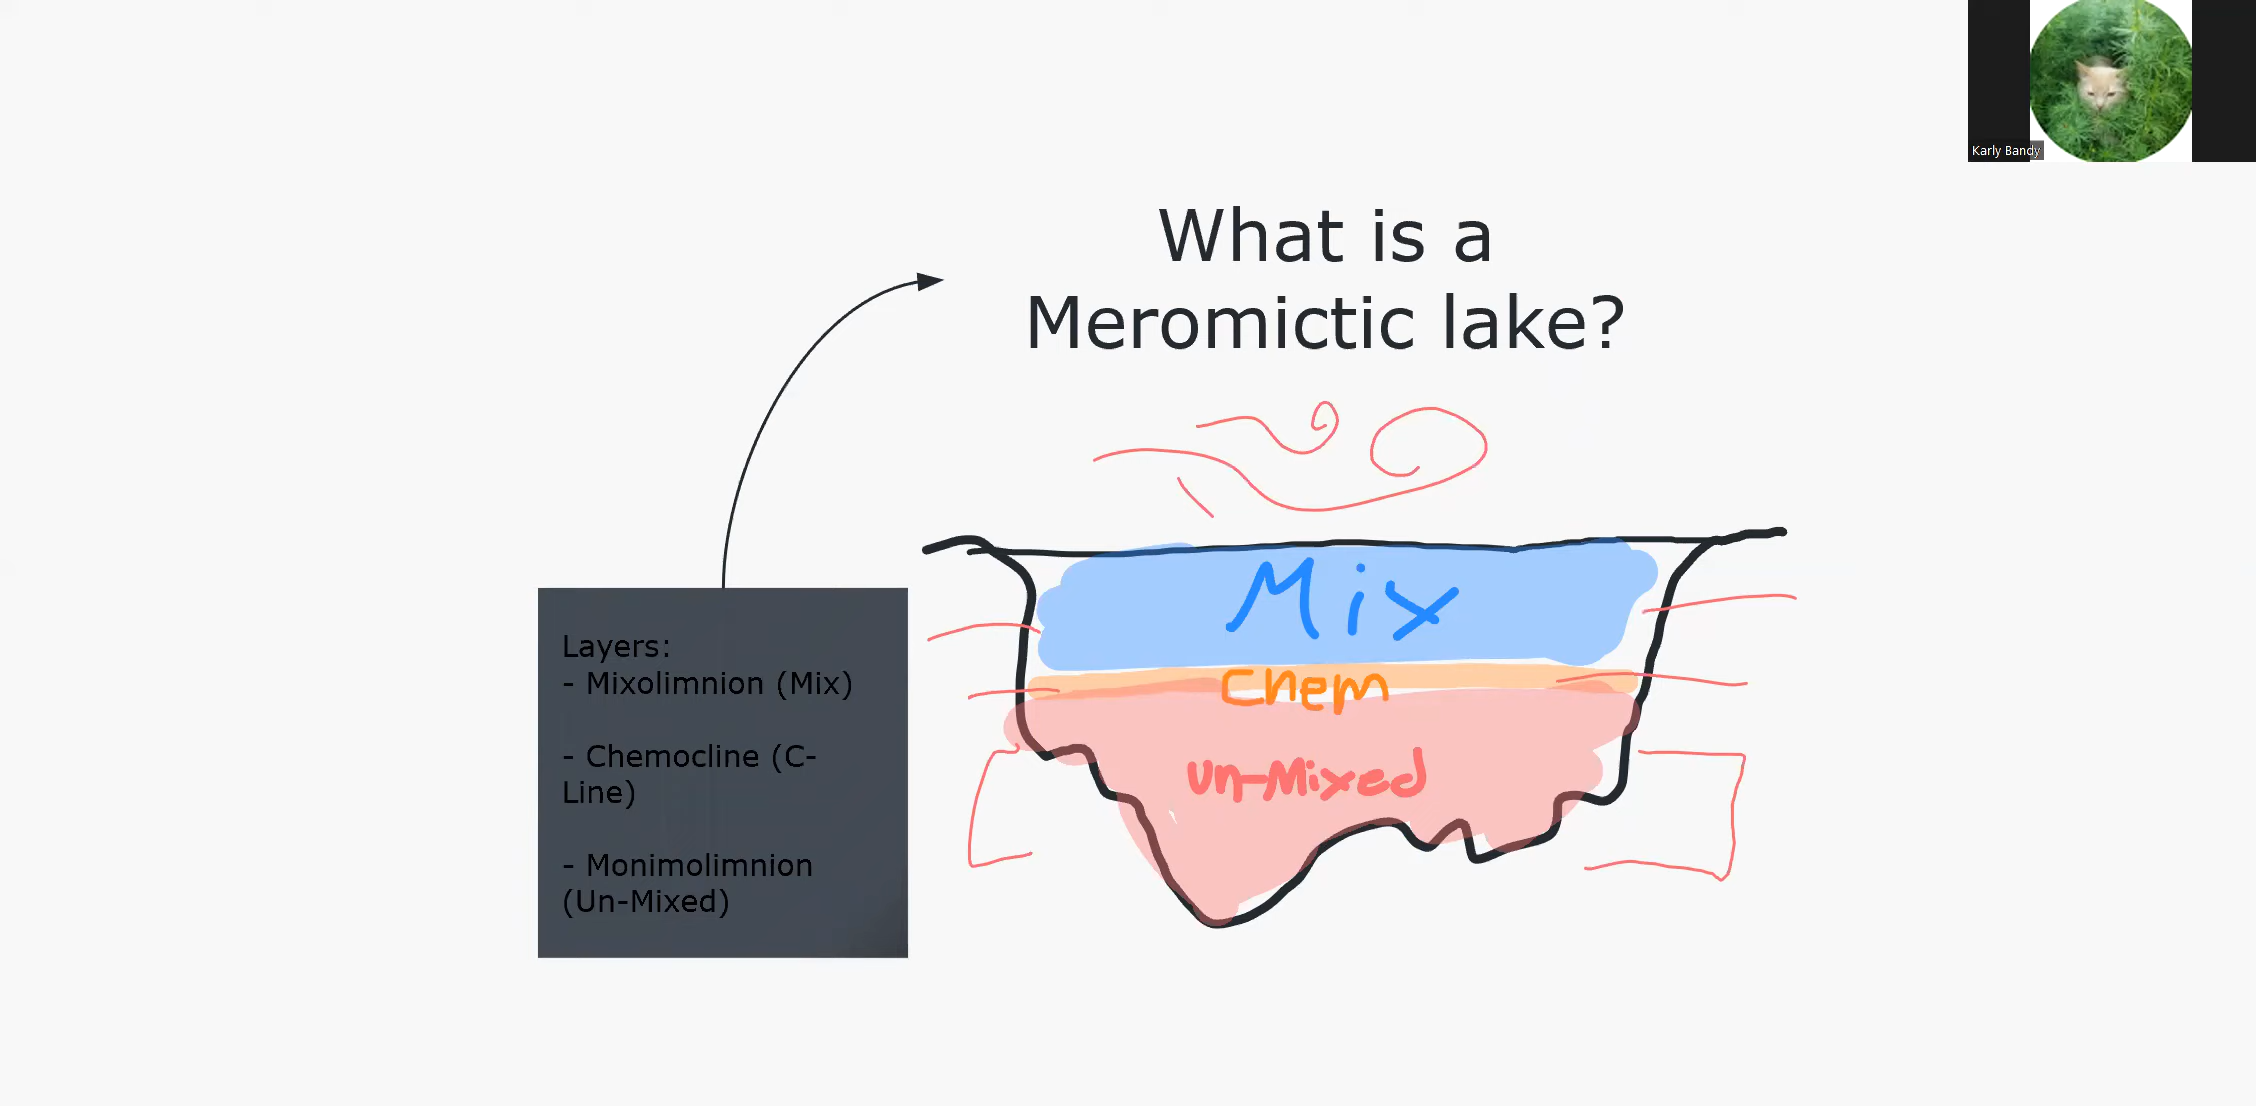 Karly Bandy
What is a
Meromictic lake?
Layers:
- Mixolimnion (Mix)
- Chemocline (C-
Line)
- Monimolimnion
(Un-Mixed)
Mix
Chem
Un-Mixed